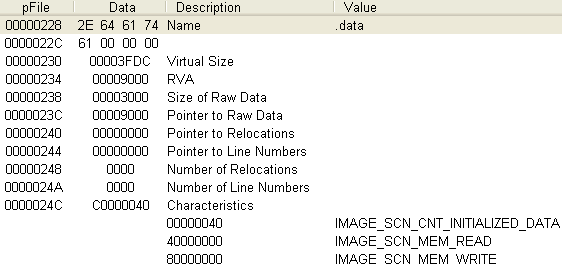 pFile Data Description Value
00000228 2E 64 61 74 Name .data
0000022C 61 00 00 00
00000230 00003FDC Virtual Size
00000234 00009000 RVA
00000238 00003000 Size of Raw Data
0000023C 00009000 Pointer to Raw Data
00000240 00000000 Pointer to Relocations
00000244 00000000 Pointer to Line Numbers
00000248 0000 Number of Relocations
0000024A 0000 Number of Line Numbers
0000024C C0000040 Characteristics
00000040 IMAGE_SCN_CNT_INITIALIZED_DATA
40000000 IMAGE_SCN_MEM_READ
80000000 IMAGE_SCN_MEM_WRITE